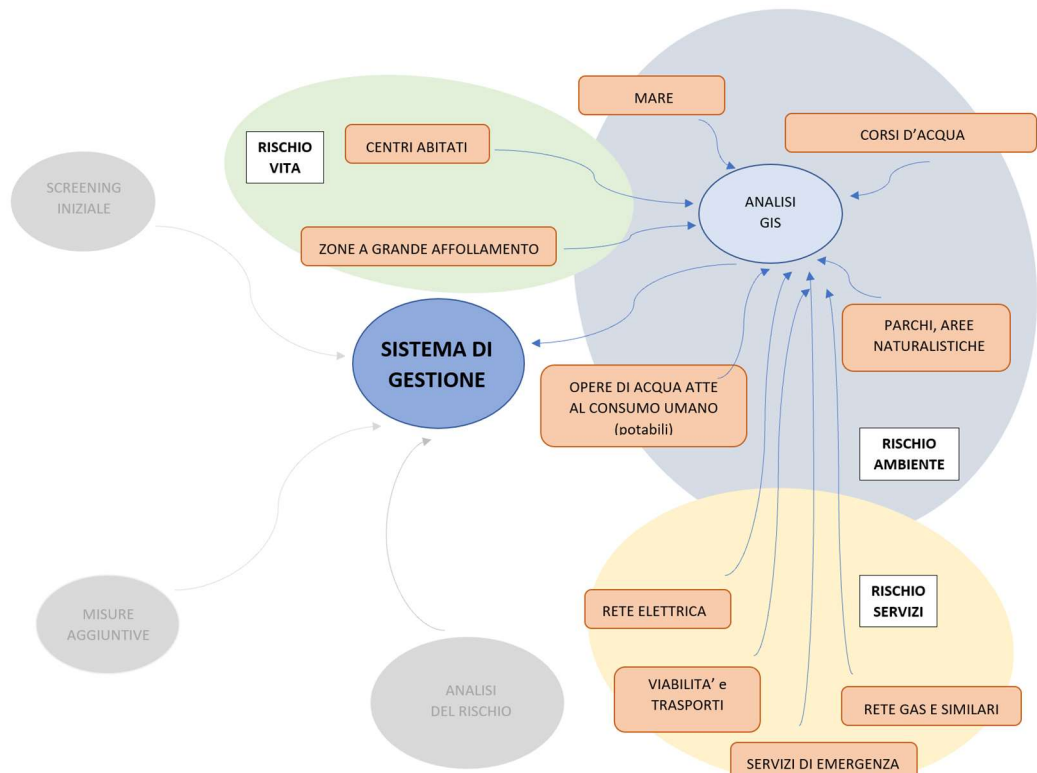 MARE
CORSI D'ACQUA
RISCHIO
VITA
CENTRI ABITATI
SCREENING
INIZIALE
ANALISI
GIS
ZONE A GRANDE AFFOLLAMENTO
SISTEMA DI
GESTIONE
PARCHI, AREE
NATURALISTICHE
OPERE DI ACQUA ATTE
AL CONSUMO UMANO
(potabili)
RISCHIO
AMBIENTE
RISCHIO
SERVIZI
RETE ELETTRICA
MISURE
AGGIUNTIVE
VIABILITA' e
TRASPORTI
ANALISI
DEL RISCHIO
RETE GAS E SIMILARI
SERVIZI DI EMERGENZA